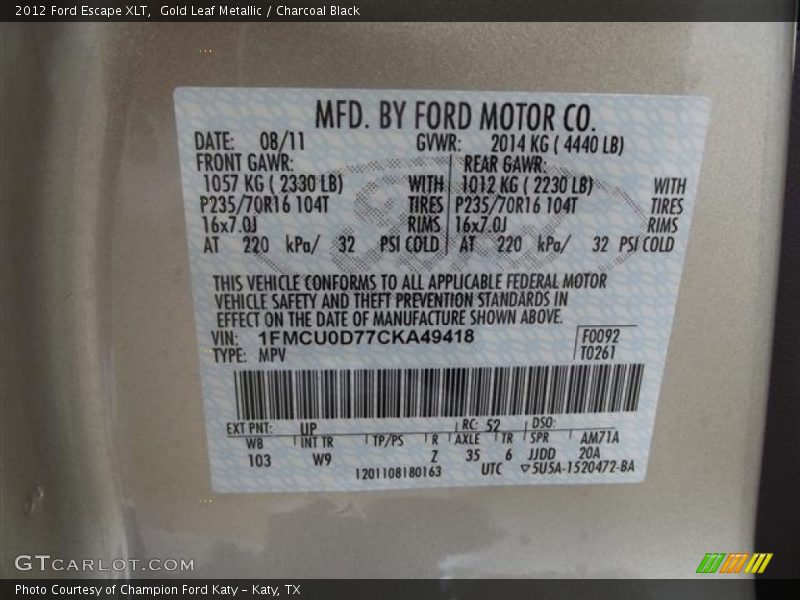 2012 Ford Escape XLT,  Gold Leaf Metallic / Charcoal Black
MFD. BY FORD MOTOR CO.
DATE: 08/11 GVWR: 2014 KG ( 4440 LB)
FRONT GAWR: REAR GAWR:
1057 KG ( 2330 LB) WITH 1012 KG ( 2230 LB) WITH
P235/70R16 104T TIRES P235/70R16 104T TIRES
16x7.0J RIMS 16x7.0J RIMS
AT 220 kPa/ 32 PSI COLD AT 220 kPa/ 32 PSI COLD
THIS VEHICLE CONFORMS TO ALL APPLICABLE FEDERAL MOTOR
VEHICLE SAFETY AND THEFT PREVENTION STANDARDS IN
EFFECT ON THE DATE OF MANUFACTURE SHOWN ABOVE.
VIN: 1FMCU0D77CKA49418 F0092
TYPE: MPV T0261
EXT PNT: UP RC: 52 DSO:
WB INT TR TP/PS R AXLE TR SPR AM71A
103 W9 Z 35 6 JJDD 20A
1201108180163 UTC ▽5U5A-1520472-BA
GTCARLOT.COM
Photo Courtesy of Champion Ford Katy - Katy, TX